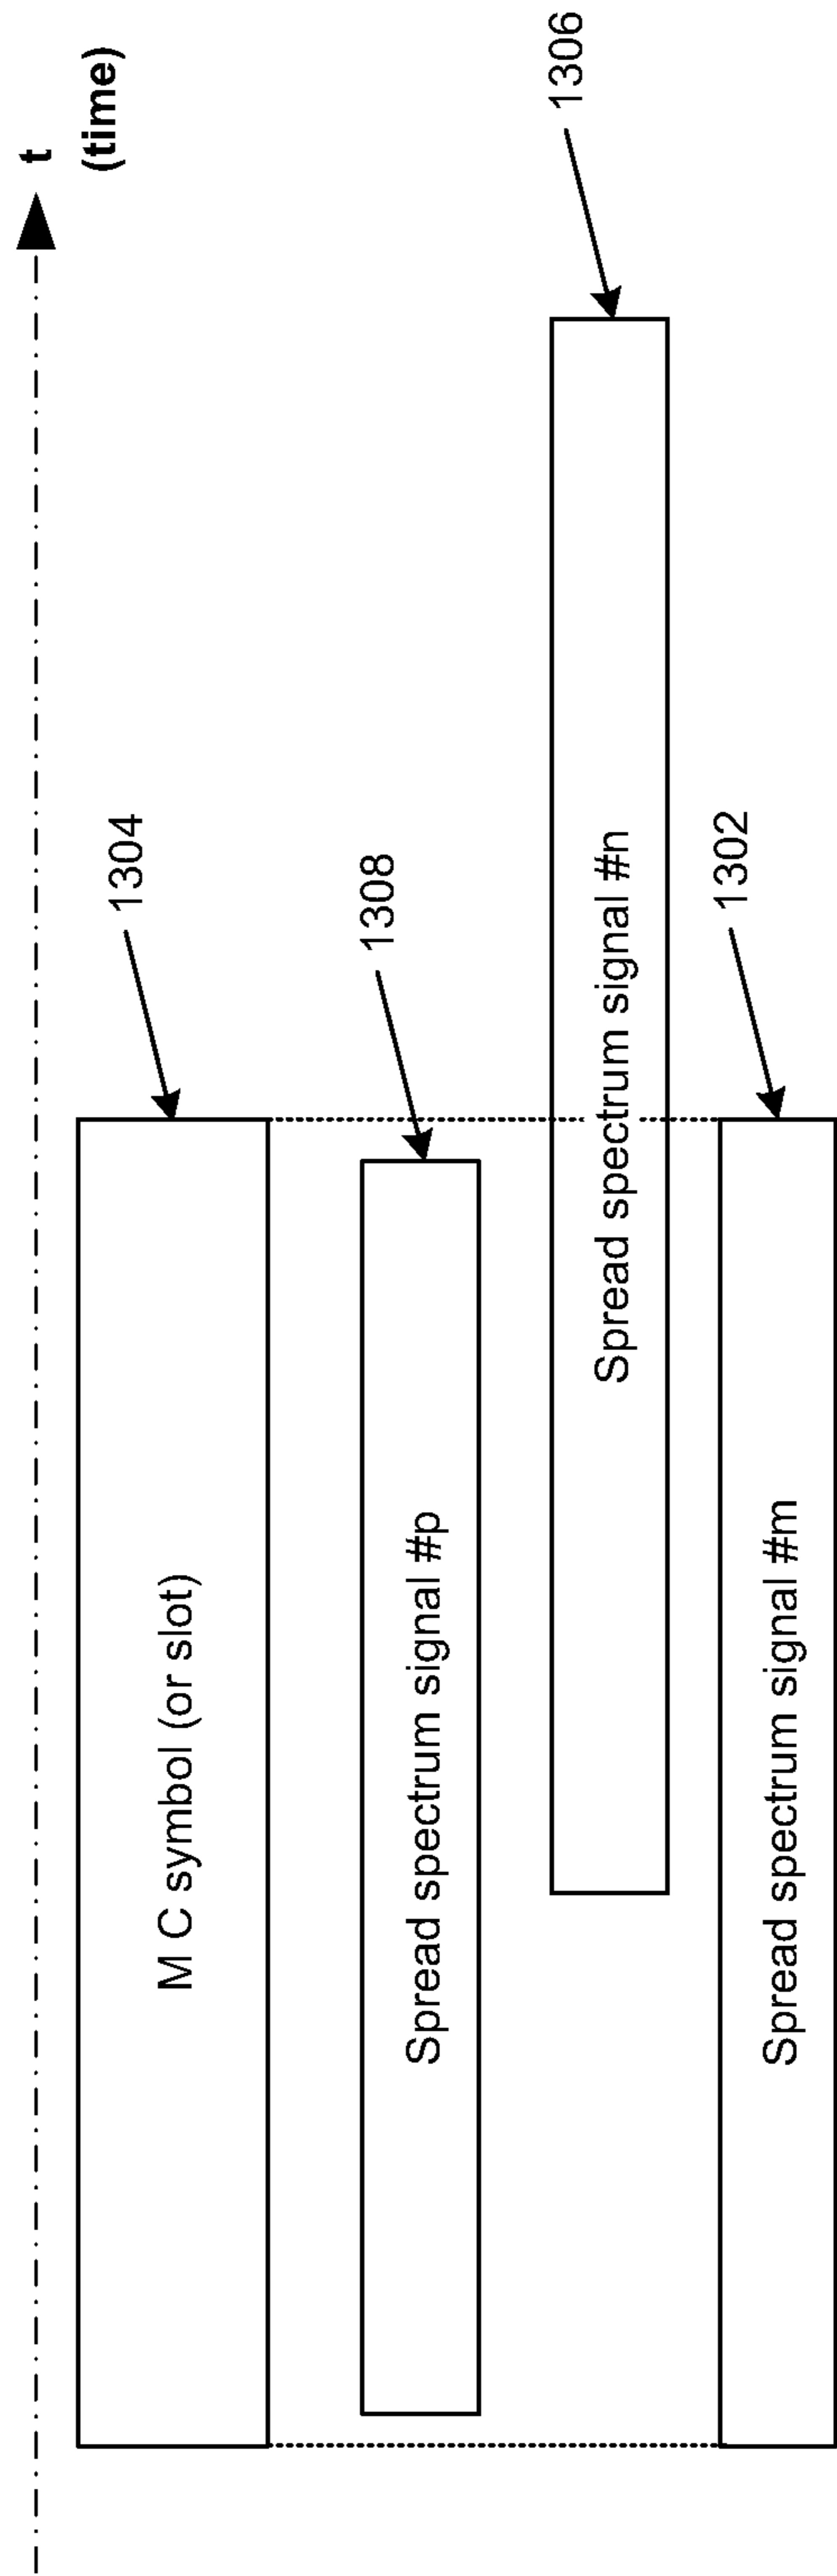 t
(time)
1304
M C symbol (or slot)
1308
Spread spectrum signal #p
1306
Spread spectrum signal #n
1302
Spread spectrum signal #m